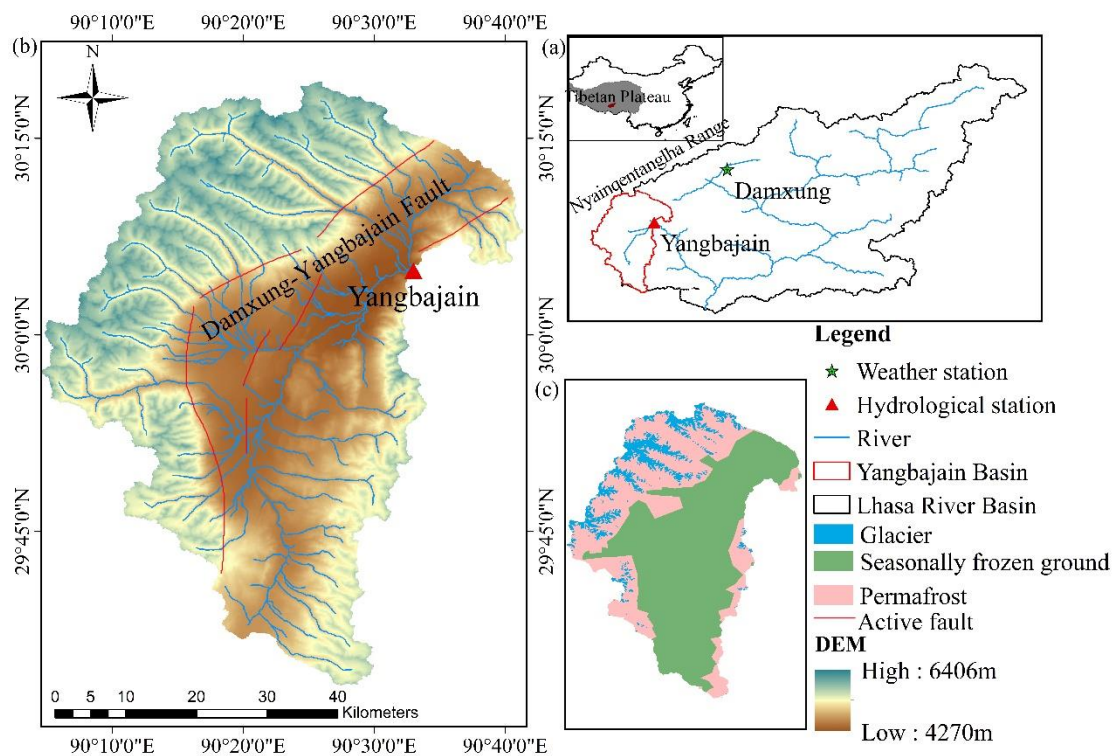 90°10'0"E 90°20'0"E 90°30'0"E 90°40'0"E
(b)
N
30°15'0"N
30°0'0"N
29°45'0"N
Damxung-Yangbajain Fault
Yangbajain
0 5 10 20 30 40
Kilometers
90°10'0"E 90°20'0"E 90°30'0"E 90°40'0"E
(a)
Tibetan Plateau
Nyainqentanglha Range
Damxung
Yangbajain
30°15'0"N
30°0'0"N
29°45'0"N
(c)
Legend
Weather station
Hydrological station
River
Yangbajain Basin
Lhasa River Basin
Glacier
Seasonally frozen ground
Permafrost
Active fault
DEM
High : 6406m
Low : 4270m